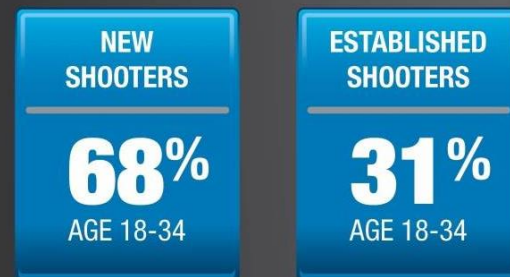 NEW
SHOOTERS
68%
AGE 18-34
ESTABLISHED
SHOOTERS
31%
AGE 18-34